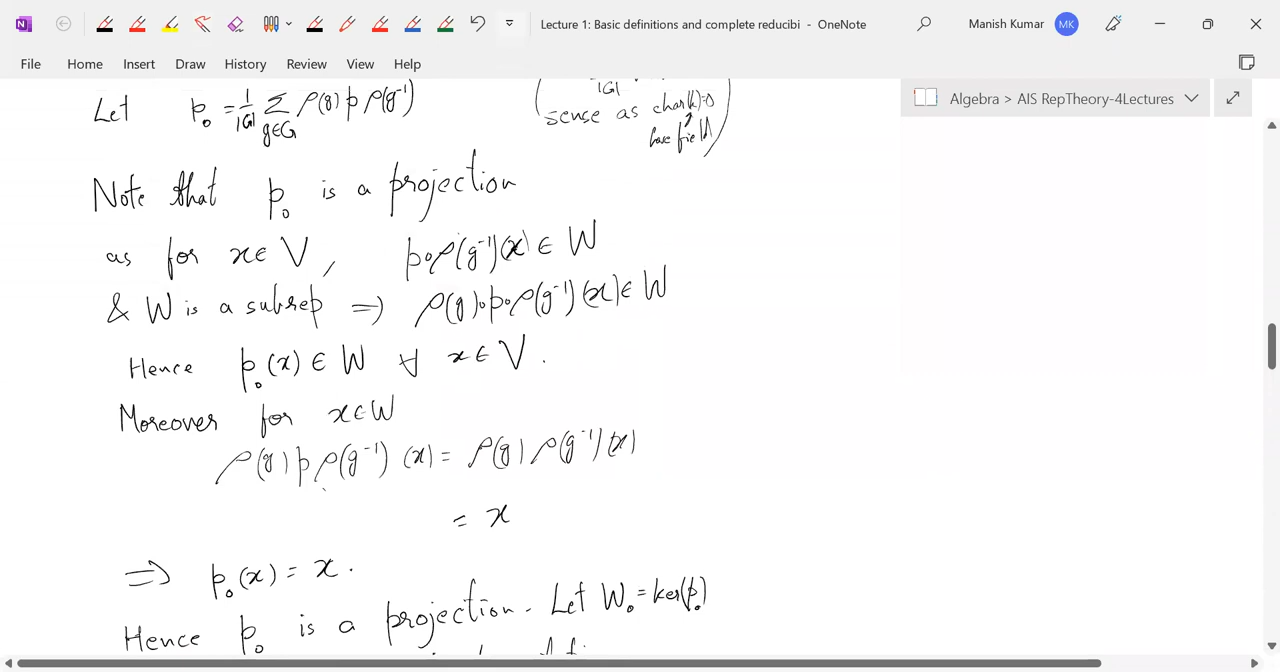 Lecture 1: Basic definitions and complete reducibi - OneNote
Manish Kumar
MK
File Home Insert Draw History Review View Help
Algebra > AIS RepTheory-4Lectures
Let p₀ = 1/|G| Σ_{g∈G} ρ(g) p ρ(g⁻¹)
( 1/|G|
sense as char(k)=0
base field )
Note that p₀ is a projection
as for x ∈ V, p∘ρ(g⁻¹)(x) ∈ W
& W is a subrep ⇒ ρ(g)∘p∘ρ(g⁻¹)(x) ∈ W
Hence p₀(x) ∈ W ∀ x ∈ V.
Moreover for x ∈ W
ρ(g) p ρ(g⁻¹) (x) = ρ(g) ρ(g⁻¹)(x)
= x
⇒ p₀(x) = x.
Hence p₀ is a projection. Let W₀ = ker(p₀)